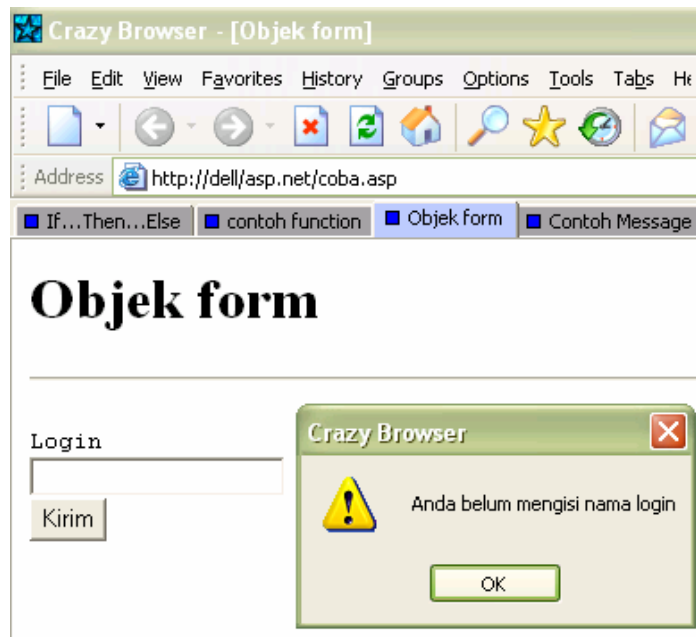 Crazy Browser - [Objek form]
File Edit View Favorites History Groups Options Tools Tabs
Address http://dell/asp.net/coba.asp
If...Then...Else contoh function Objek form Contoh Message
Objek form
Login
Kirim
Crazy Browser
Anda belum mengisi nama login
OK